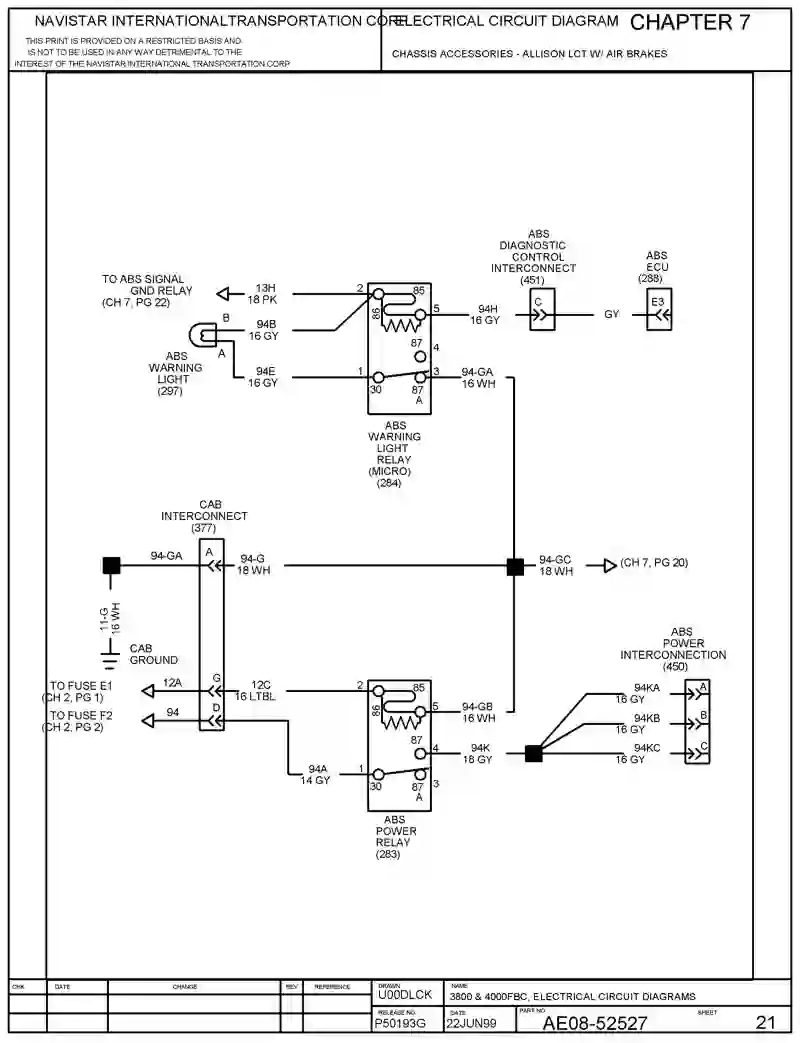 NAVISTAR INTERNATIONALTRANSPORTATION CORP.
ELECTRICAL CIRCUIT DIAGRAM CHAPTER 7
THIS PRINT IS PROVIDED ON A RESTRICTED BASIS AND
IS NOT TO BE USED IN ANY WAY DETRIMENTAL TO THE
INTEREST OF THE NAVISTAR INTERNATIONAL TRANSPORTATION CORP
CHASSIS ACCESSORIES - ALLISON LCT W/ AIR BRAKES
ABS
DIAGNOSTIC
CONTROL
INTERCONNECT
(451)
C
ABS
ECU
(288)
E3
TO ABS SIGNAL
GND RELAY
(CH 7, PG 22)
13H
18 PK
2
85
86
5
94H
16 GY
GY
B
94B
16 GY
87
4
A
ABS
WARNING
LIGHT
(297)
94E
16 GY
1
30
87
A
3
94-GA
16 WH
ABS
WARNING
LIGHT
RELAY
(MICRO)
(284)
CAB
INTERCONNECT
(377)
94-GA
A
94-G
18 WH
94-GC
18 WH
(CH 7, PG 20)
11-G
16 WH
CAB
GROUND
ABS
POWER
INTERCONNECTION
(450)
TO FUSE E1
(CH 2, PG 1)
12A
G
12C
16 LTBL
2
85
86
5
94-GB
16 WH
94KA
16 GY
A
TO FUSE F2
(CH 2, PG 2)
94
D
94KB
16 GY
B
87
4
94K
18 GY
94KC
16 GY
C
94A
14 GY
1
30
87
A
3
ABS
POWER
RELAY
(283)
CHK
DATE
CHANGE
REV
REFERENCE
DRAWN
U00DLCK
NAME
3800 & 4000FBC, ELECTRICAL CIRCUIT DIAGRAMS
RELEASE NO.
P50193G
DATE
22JUN99
PART NO
AE08-52527
SHEET
21